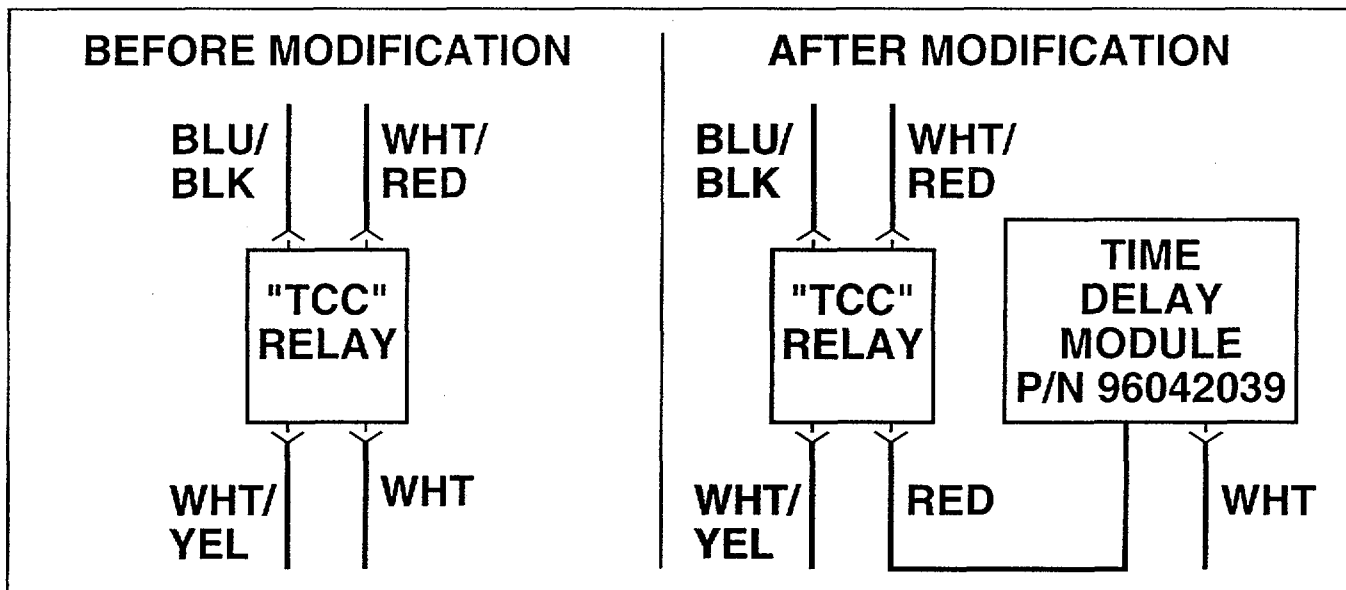 BEFORE MODIFICATION
BLU/
BLK
WHT/
RED
"TCC"
RELAY
WHT/
YEL
WHT
AFTER MODIFICATION
BLU/
BLK
WHT/
RED
"TCC"
RELAY
TIME
DELAY
MODULE
P/N 96042039
WHT/
YEL
RED
WHT